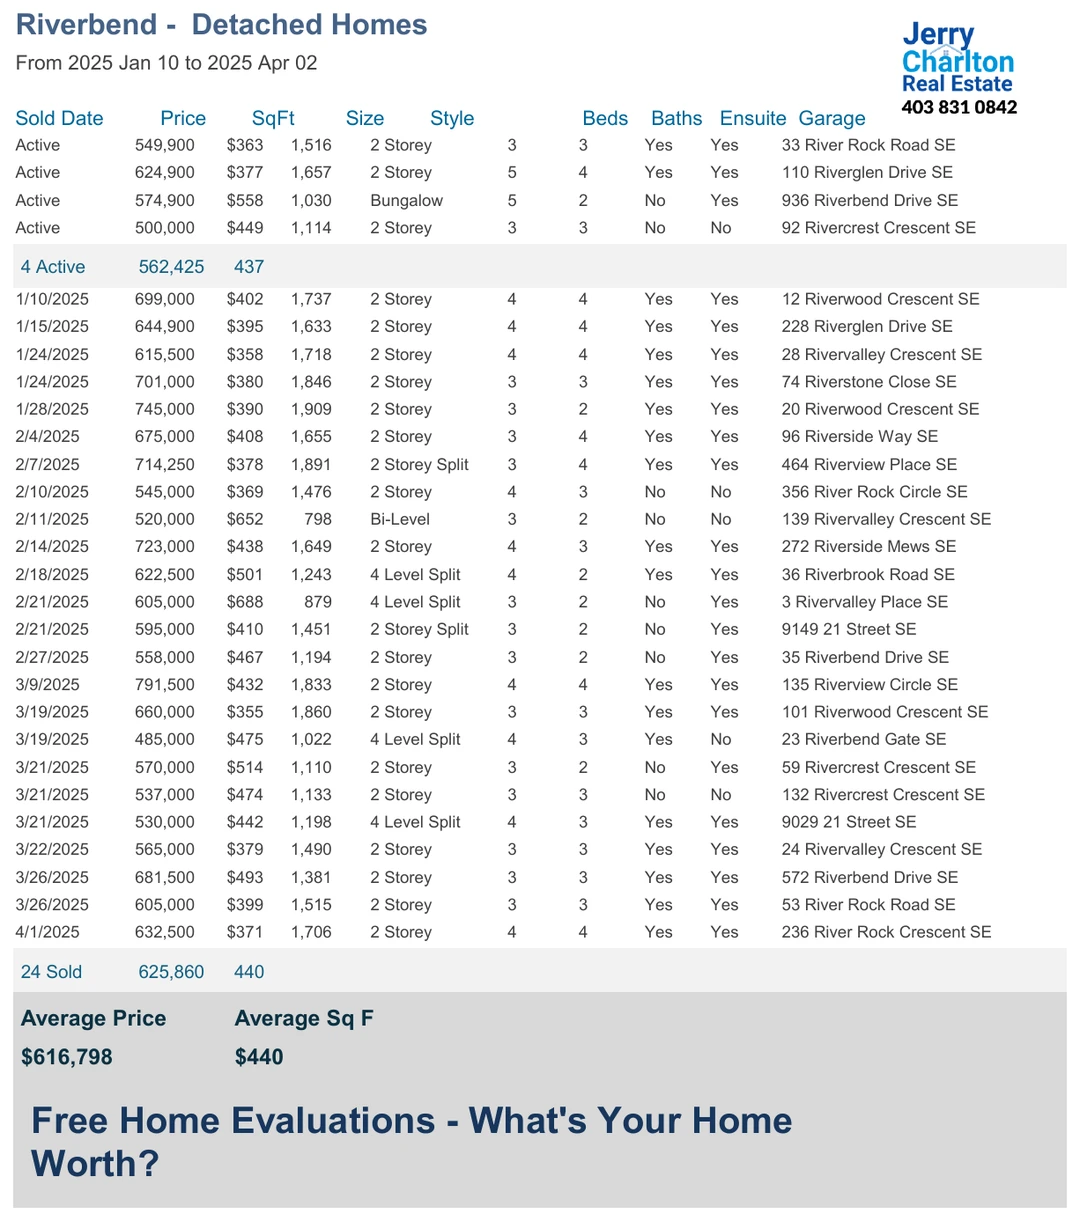 Riverbend - Detached Homes
From 2025 Jan 10 to 2025 Apr 02
Jerry
Charlton
Real Estate
403 831 0842
Sold Date Price SqFt Size Style Beds Baths Ensuite Garage
Active 549,900 $363 1,516 2 Storey 3 3 Yes Yes 33 River Rock Road SE
Active 624,900 $377 1,657 2 Storey 5 4 Yes Yes 110 Riverglen Drive SE
Active 574,900 $558 1,030 Bungalow 5 2 No Yes 936 Riverbend Drive SE
Active 500,000 $449 1,114 2 Storey 3 3 No No 92 Rivercrest Crescent SE
4 Active 562,425 437
1/10/2025 699,000 $402 1,737 2 Storey 4 4 Yes Yes 12 Riverwood Crescent SE
1/15/2025 644,900 $395 1,633 2 Storey 4 4 Yes Yes 228 Riverglen Drive SE
1/24/2025 615,500 $358 1,718 2 Storey 4 4 Yes Yes 28 Rivervalley Crescent SE
1/24/2025 701,000 $380 1,846 2 Storey 3 3 Yes Yes 74 Riverstone Close SE
1/28/2025 745,000 $390 1,909 2 Storey 3 2 Yes Yes 20 Riverwood Crescent SE
2/4/2025 675,000 $408 1,655 2 Storey 3 4 Yes Yes 96 Riverside Way SE
2/7/2025 714,250 $378 1,891 2 Storey Split 3 4 Yes Yes 464 Riverview Place SE
2/10/2025 545,000 $369 1,476 2 Storey 4 3 No No 356 River Rock Circle SE
2/11/2025 520,000 $652 798 Bi-Level 3 2 No No 139 Rivervalley Crescent SE
2/14/2025 723,000 $438 1,649 2 Storey 4 3 Yes Yes 272 Riverside Mews SE
2/18/2025 622,500 $501 1,243 4 Level Split 4 2 Yes Yes 36 Riverbrook Road SE
2/21/2025 605,000 $688 879 4 Level Split 3 2 No Yes 3 Rivervalley Place SE
2/21/2025 595,000 $410 1,451 2 Storey Split 3 2 No Yes 9149 21 Street SE
2/27/2025 558,000 $467 1,194 2 Storey 3 2 No Yes 35 Riverbend Drive SE
3/9/2025 791,500 $432 1,833 2 Storey 4 4 Yes Yes 135 Riverview Circle SE
3/19/2025 660,000 $355 1,860 2 Storey 3 3 Yes Yes 101 Riverwood Crescent SE
3/19/2025 485,000 $475 1,022 4 Level Split 4 3 Yes No 23 Riverbend Gate SE
3/21/2025 570,000 $514 1,110 2 Storey 3 2 No Yes 59 Rivercrest Crescent SE
3/21/2025 537,000 $474 1,133 2 Storey 3 3 No No 132 Rivercrest Crescent SE
3/21/2025 530,000 $442 1,198 4 Level Split 4 3 Yes Yes 9029 21 Street SE
3/22/2025 565,000 $379 1,490 2 Storey 3 3 Yes Yes 24 Rivervalley Crescent SE
3/26/2025 681,500 $493 1,381 2 Storey 3 3 Yes Yes 572 Riverbend Drive SE
3/26/2025 605,000 $399 1,515 2 Storey 3 3 Yes Yes 53 River Rock Road SE
4/1/2025 632,500 $371 1,706 2 Storey 4 4 Yes Yes 236 River Rock Crescent SE
24 Sold 625,860 440
Average Price Average Sq F
$616,798 $440
Free Home Evaluations - What's Your Home
Worth?